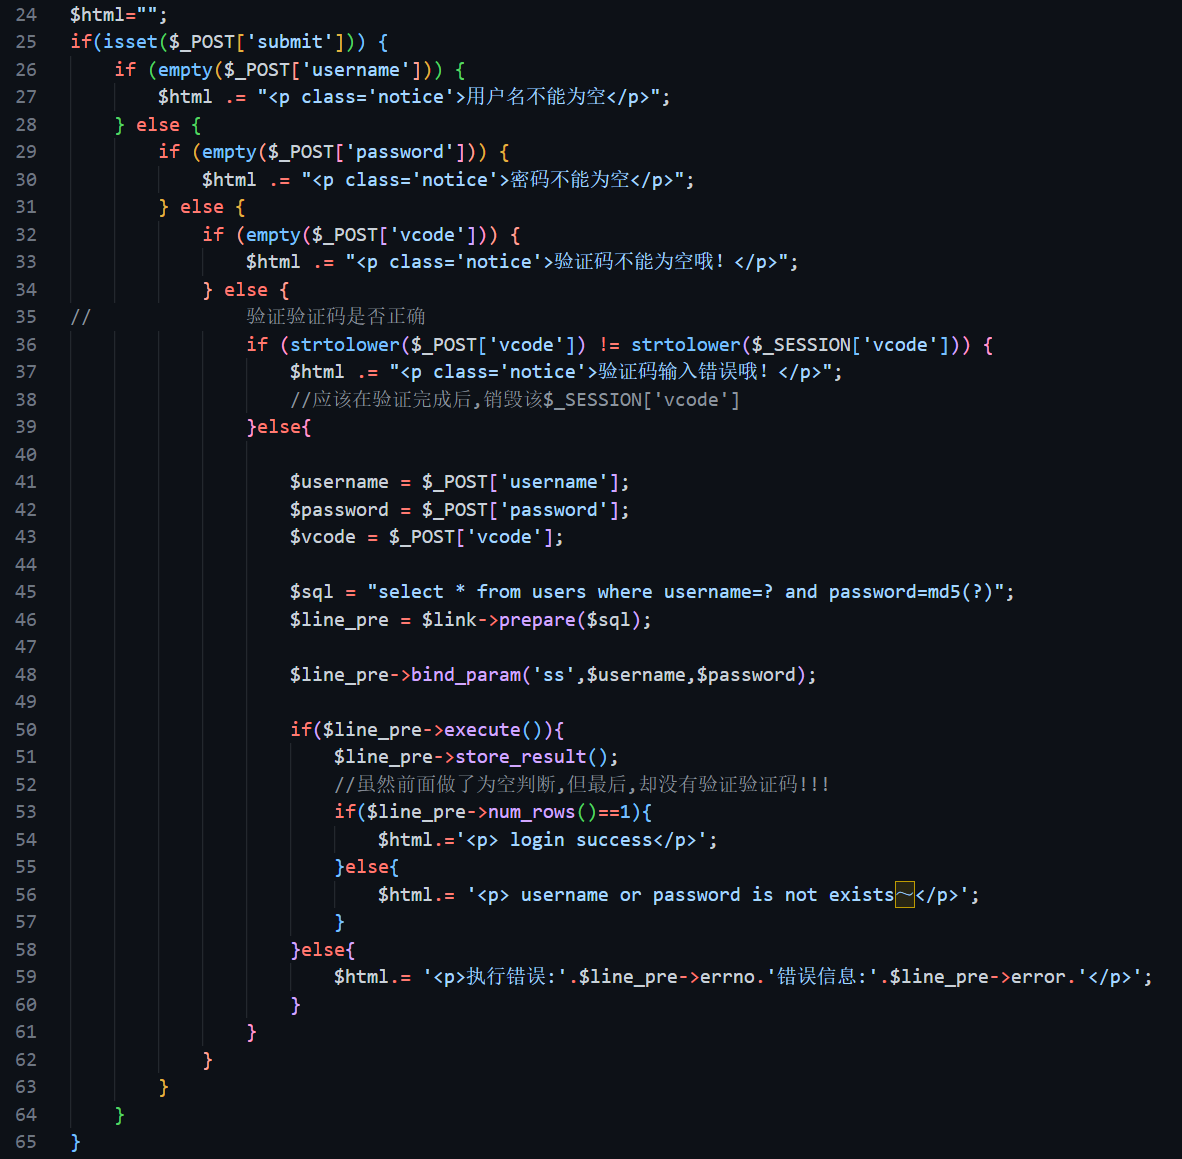 24 $html="";
25 if(isset($_POST['submit'])) {
26     if (empty($_POST['username'])) {
27         $html .= "<p class='notice'>用户名不能为空</p>";
28     } else {
29         if (empty($_POST['password'])) {
30             $html .= "<p class='notice'>密码不能为空</p>";
31         } else {
32             if (empty($_POST['vcode'])) {
33                 $html .= "<p class='notice'>验证码不能为空哦！</p>";
34             } else {
35 //              验证验证码是否正确
36                 if (strtolower($_POST['vcode']) != strtolower($_SESSION['vcode'])) {
37                     $html .= "<p class='notice'>验证码输入错误哦！</p>";
38                     //应该在验证完成后,销毁该$_SESSION['vcode']
39                 }else{
40
41                     $username = $_POST['username'];
42                     $password = $_POST['password'];
43                     $vcode = $_POST['vcode'];
44
45                     $sql = "select * from users where username=? and password=md5(?)";
46                     $line_pre = $link->prepare($sql);
47
48                     $line_pre->bind_param('ss',$username,$password);
49
50                     if($line_pre->execute()){
51                         $line_pre->store_result();
52                         //虽然前面做了为空判断,但最后,却没有验证验证码!!!
53                         if($line_pre->num_rows()==1){
54                             $html.='<p> login success</p>';
55                         }else{
56                             $html.= '<p> username or password is not exists～</p>';
57                         }
58                     }else{
59                         $html.= '<p>执行错误:'.$line_pre->errno.'错误信息:'.$line_pre->error.'</p>';
60                     }
61                 }
62             }
63         }
64     }
65 }